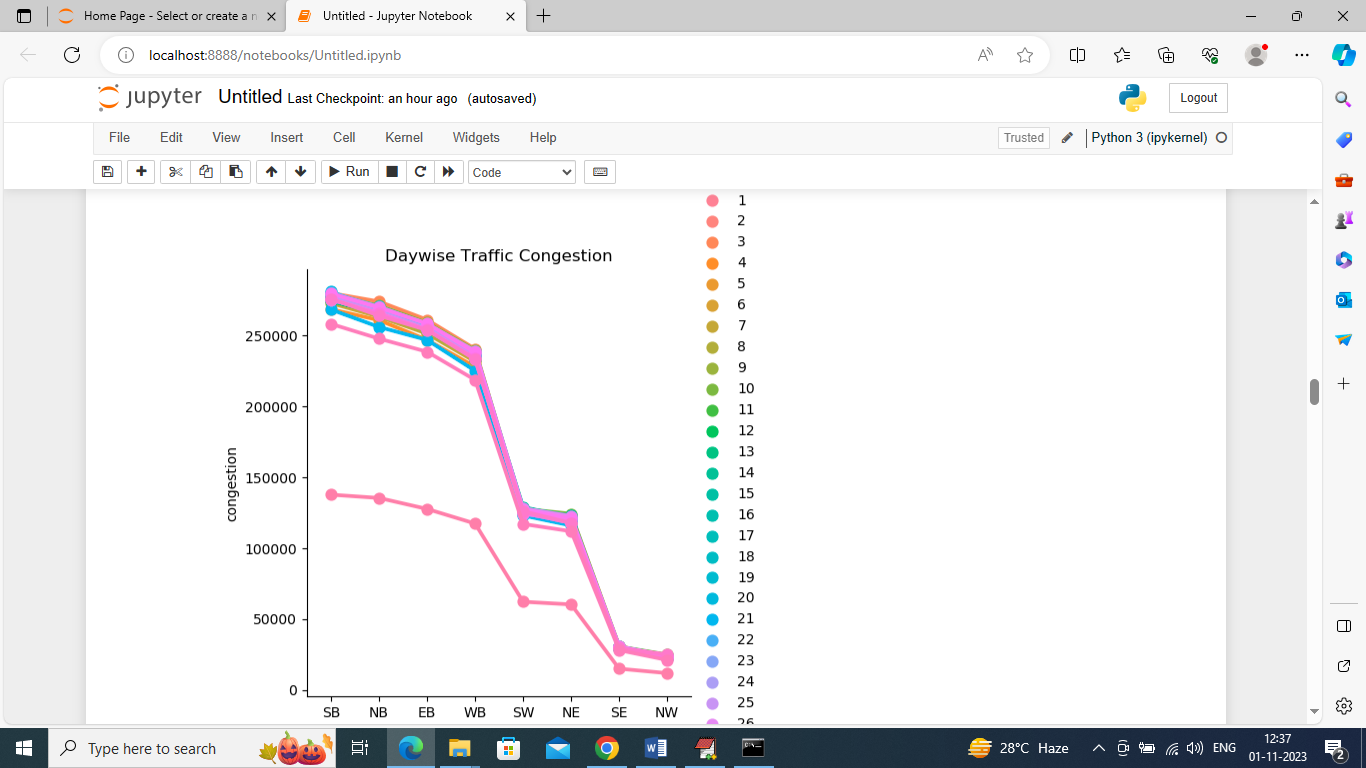 Home Page - Select or create a n
Untitled - Jupyter Notebook
localhost:8888/notebooks/Untitled.ipynb
jupyter Untitled Last Checkpoint: an hour ago (autosaved)
Logout
File Edit View Insert Cell Kernel Widgets Help
Trusted Python 3 (ipykernel)
Run Code
Daywise Traffic Congestion
congestion
250000
200000
150000
100000
50000
0
SB NB EB WB SW NE SE NW
1
2
3
4
5
6
7
8
9
10
11
12
13
14
15
16
17
18
19
20
21
22
23
24
25
26
Type here to search
28°C Haze
ENG
12:37
01-11-2023
2